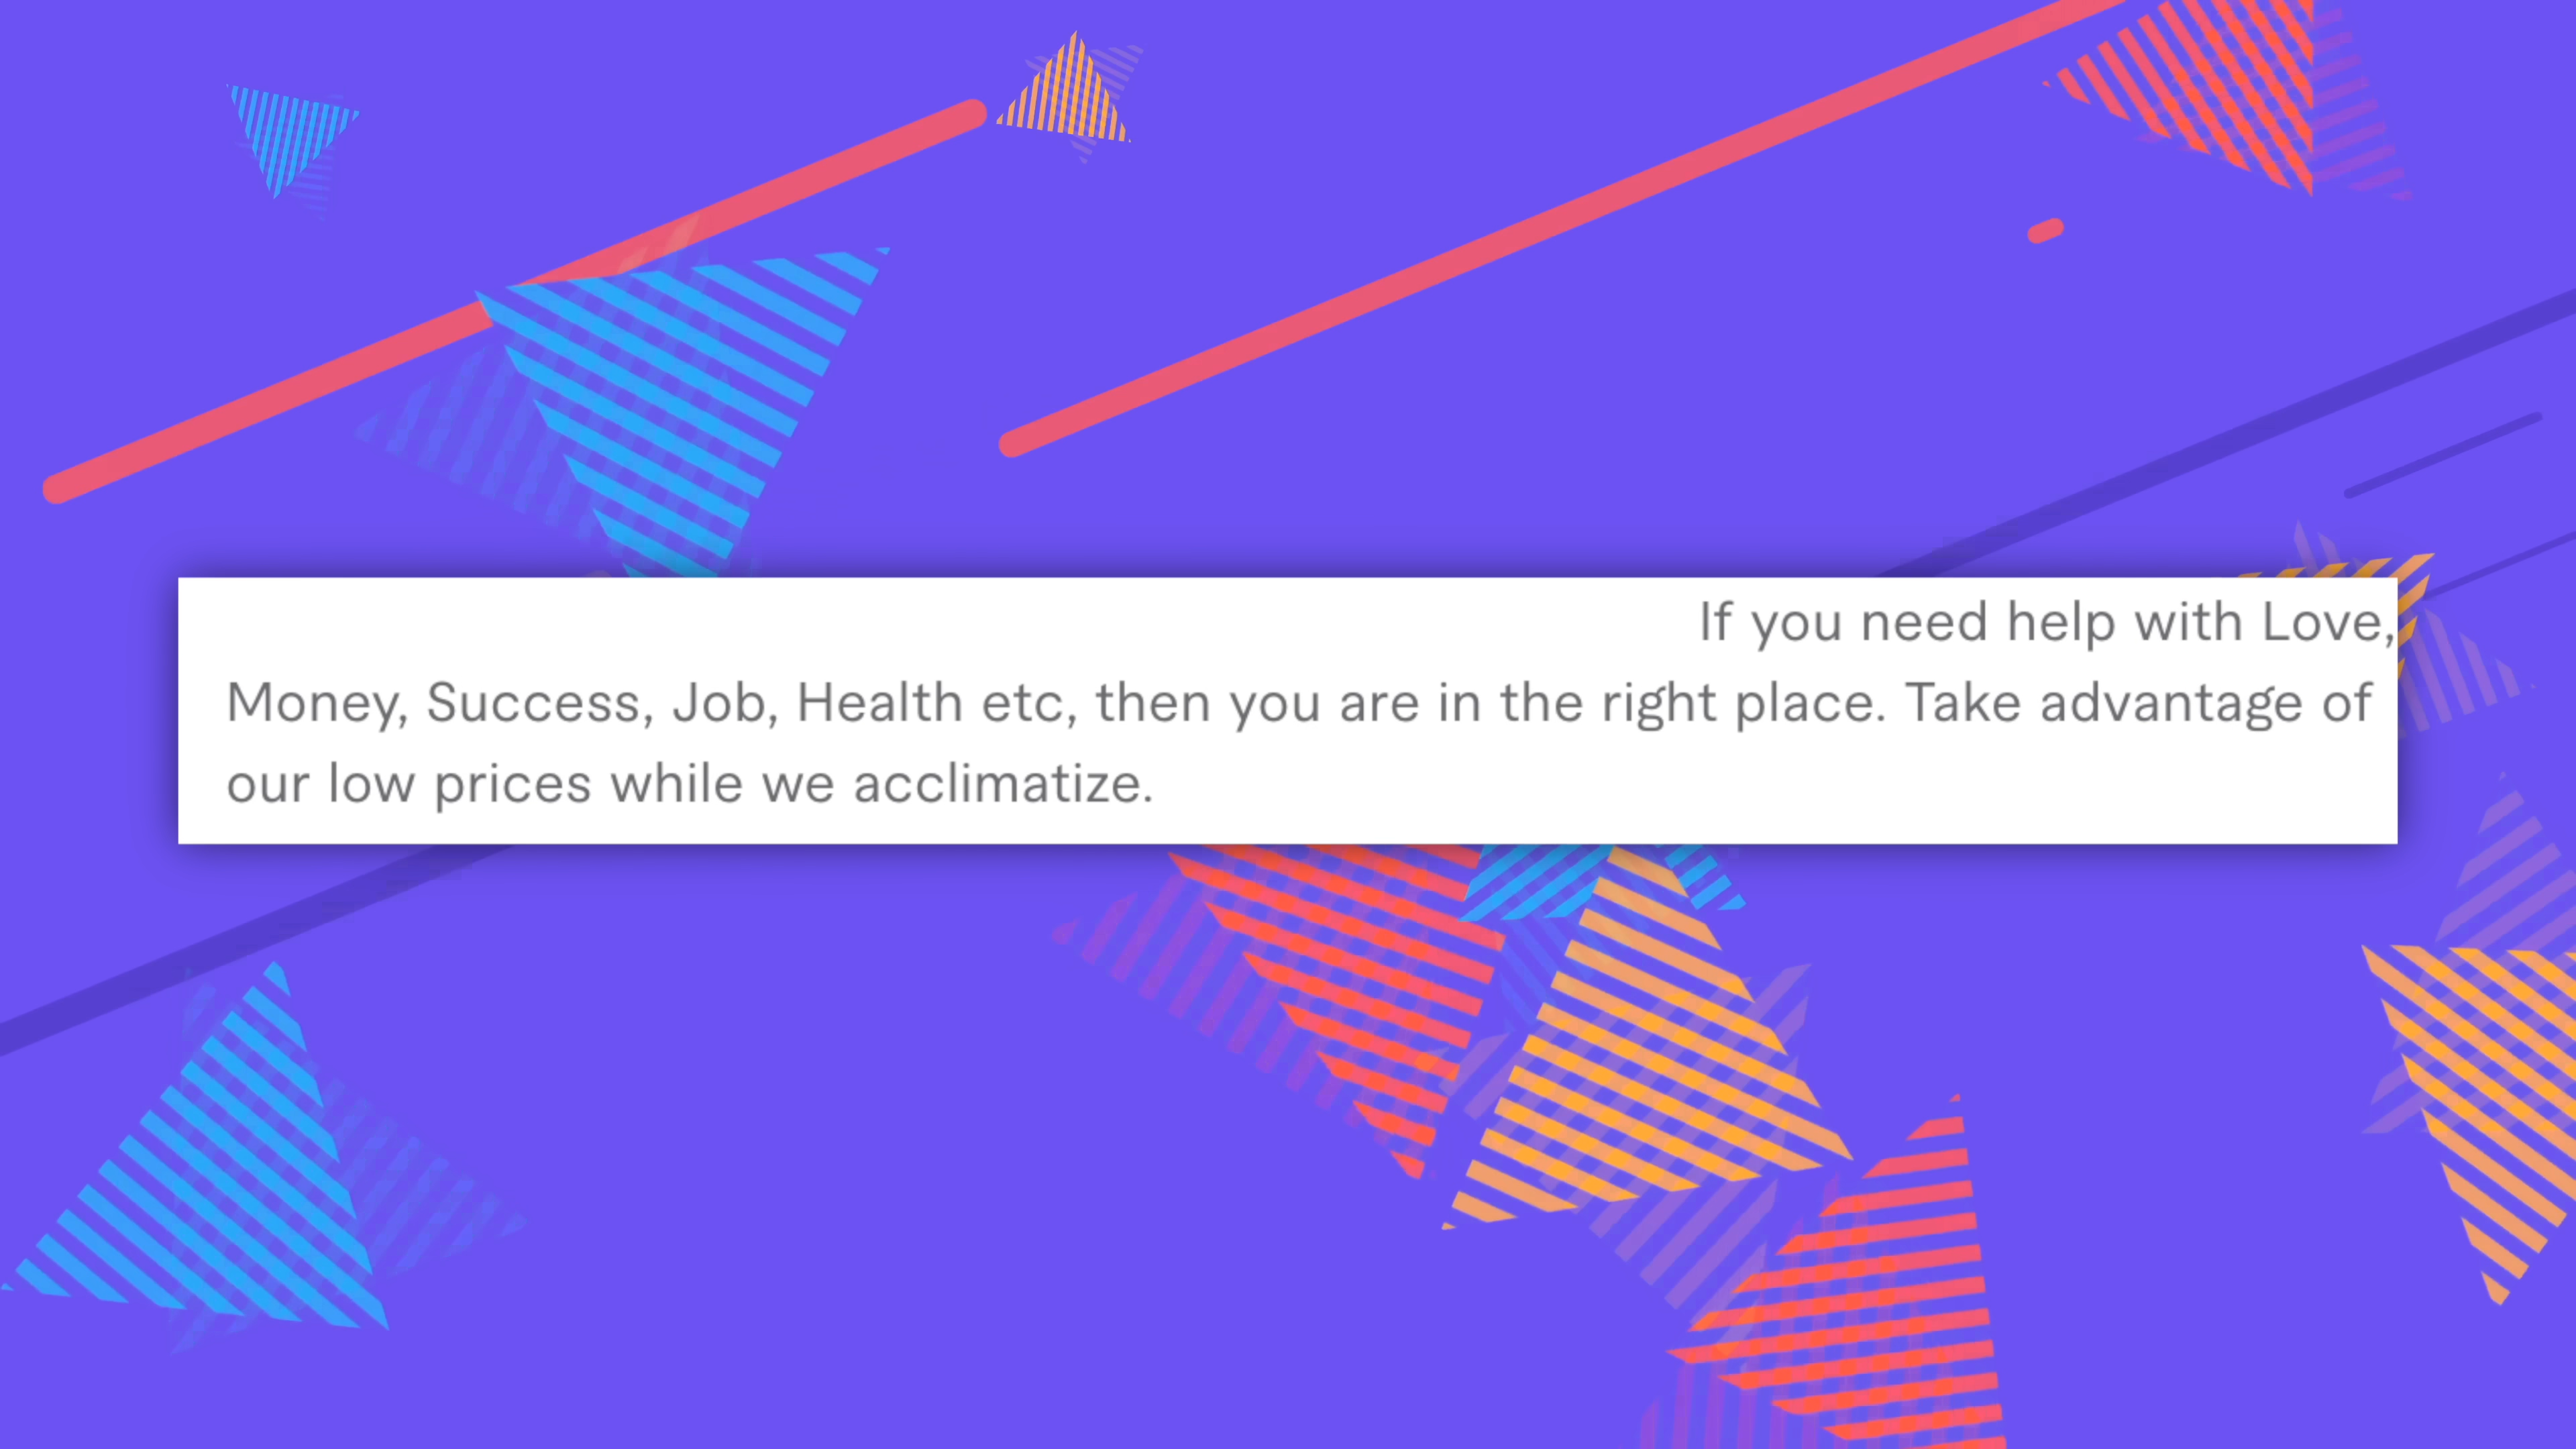 If you need help with Love,
Money, Success, Job, Health etc, then you are in the right place. Take advantage of
our low prices while we acclimatize.